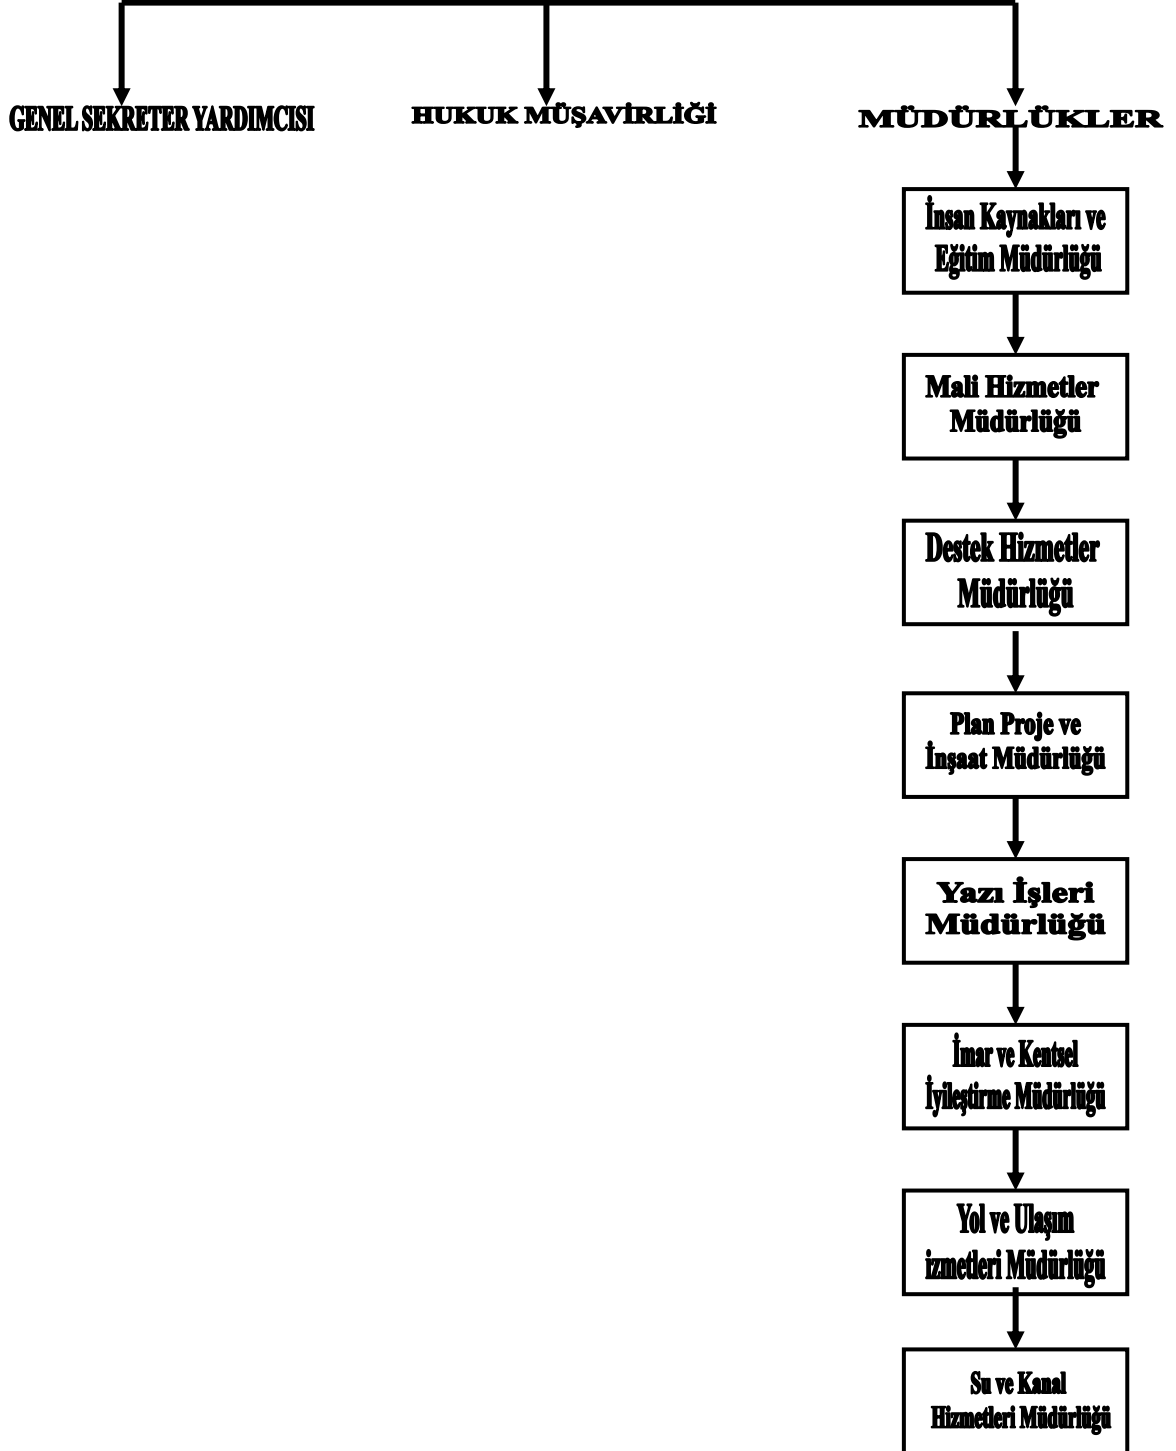 GENEL SEKRETER YARDIMCISI
HUKUK MÜŞAVİRLİĞİ
MÜDÜRLÜKLER
İnsan Kaynakları ve
Eğitim Müdürlüğü
Mali Hizmetler
Müdürlüğü
Destek Hizmetler
Müdürlüğü
Plan Proje ve
İnşaat Müdürlüğü
Yazı İşleri
Müdürlüğü
İmar ve Kentsel
İyileştirme Müdürlüğü
Yol ve Ulaşım
izmetleri Müdürlüğü
Su ve Kanal
Hizmetleri Müdürlüğü